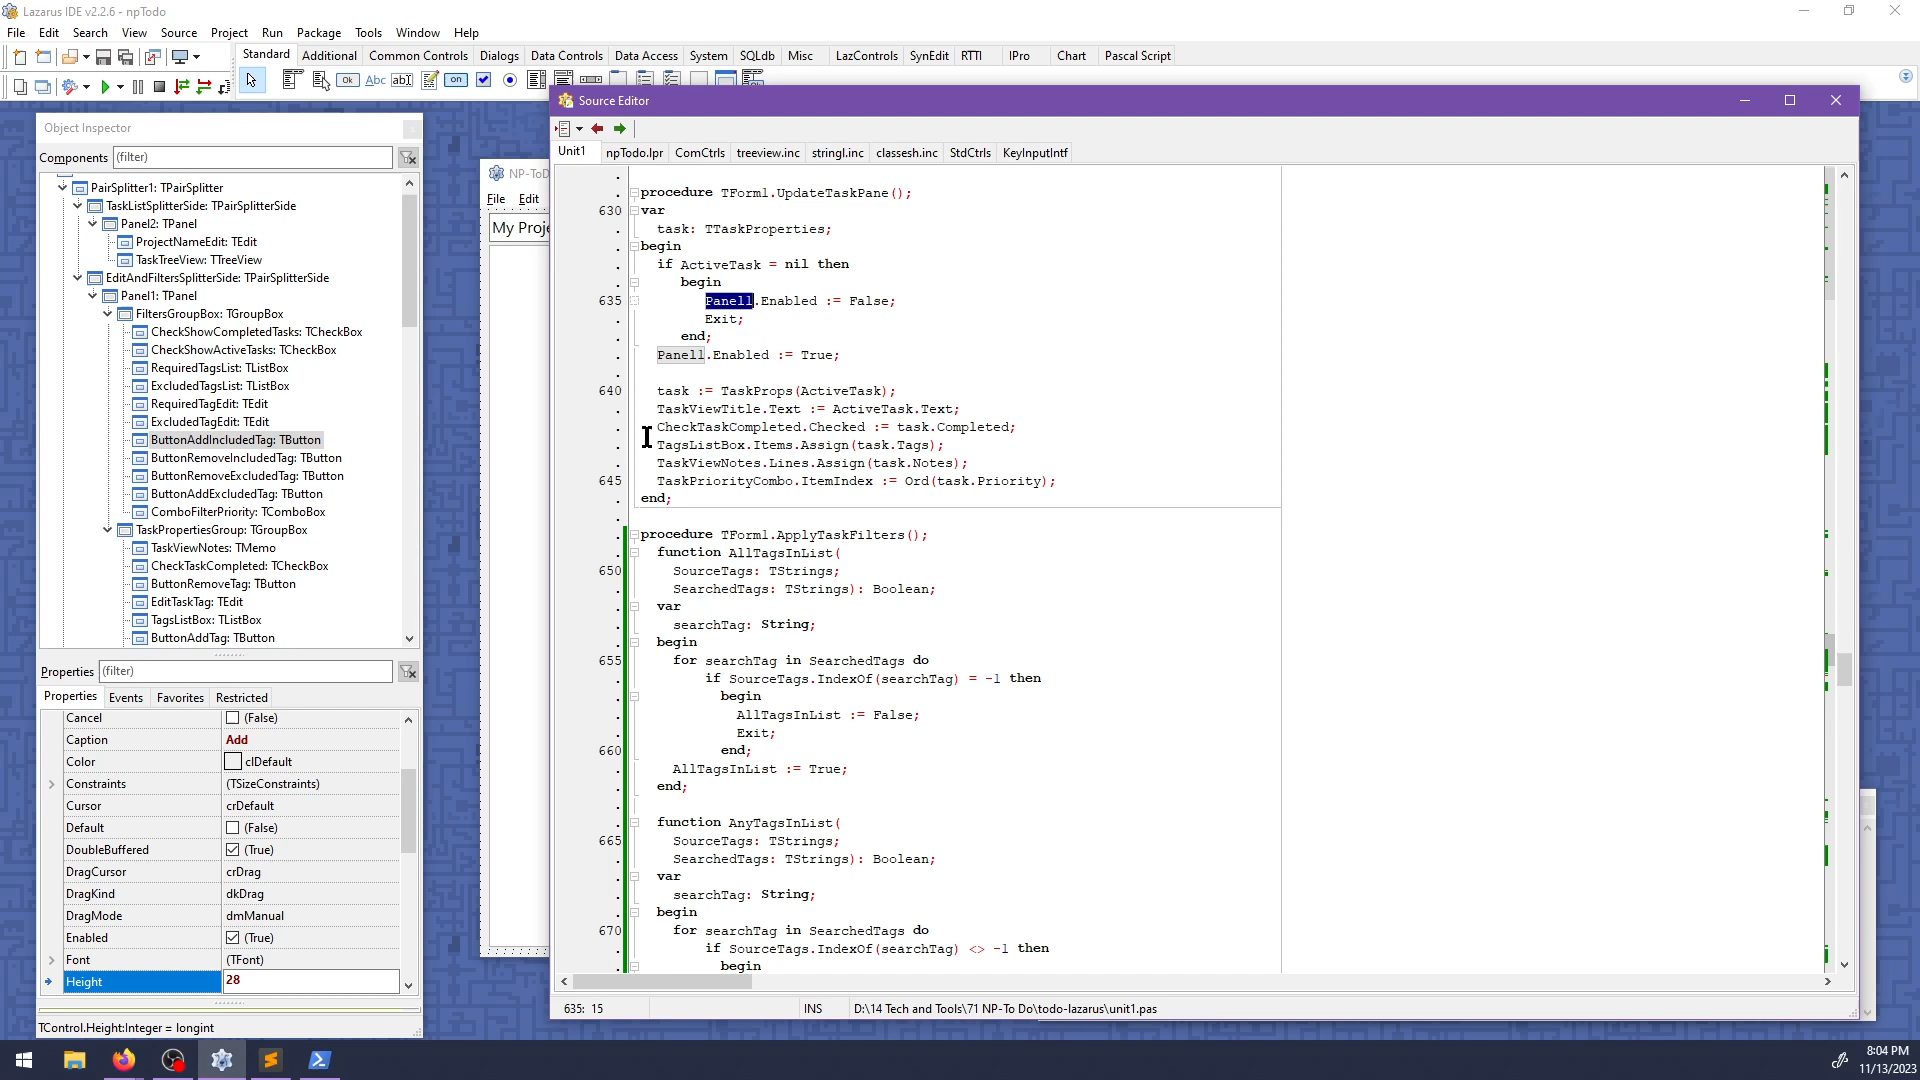 Lazarus IDE v2.2.6 - npTodo
File Edit Search View Source Project Run Package Tools Window Help
Standard Additional Common Controls Dialogs Data Controls Data Access System SQLdb Misc LazControls SynEdit RTTI IPro Chart Pascal Script
Ok Abc abI on
Object Inspector
Components (filter)
PairSplitter1: TPairSplitter
TaskListSplitterSide: TPairSplitterSide
Panel2: TPanel
ProjectNameEdit: TEdit
TaskTreeView: TTreeView
EditAndFiltersSplitterSide: TPairSplitterSide
Panel1: TPanel
FiltersGroupBox: TGroupBox
CheckShowCompletedTasks: TCheckBox
CheckShowActiveTasks: TCheckBox
RequiredTagsList: TListBox
ExcludedTagsList: TListBox
RequiredTagEdit: TEdit
ExcludedTagEdit: TEdit
ButtonAddIncludedTag: TButton
ButtonRemoveIncludedTag: TButton
ButtonRemoveExcludedTag: TButton
ButtonAddExcludedTag: TButton
ComboFilterPriority: TComboBox
TaskPropertiesGroup: TGroupBox
TaskViewNotes: TMemo
CheckTaskCompleted: TCheckBox
ButtonRemoveTag: TButton
EditTaskTag: TEdit
TagsListBox: TListBox
ButtonAddTag: TButton
Properties (filter)
Properties Events Favorites Restricted
Cancel (False)
Caption Add
Color clDefault
Constraints (TSizeConstraints)
Cursor crDefault
Default (False)
DoubleBuffered (True)
DragCursor crDrag
DragKind dkDrag
DragMode dmManual
Enabled (True)
Font (TFont)
Height 28
TControl.Height:Integer = longint
NP-ToD
File Edit
My Proje
Source Editor
Unit1 npTodo.lpr ComCtrls treeview.inc stringl.inc classesh.inc StdCtrls KeyInputIntf
procedure TForm1.UpdateTaskPane();
630 var
task: TTaskProperties;
begin
if ActiveTask = nil then
begin
635 Panel1.Enabled := False;
Exit;
end;
Panel1.Enabled := True;
640 task := TaskProps(ActiveTask);
TaskViewTitle.Text := ActiveTask.Text;
CheckTaskCompleted.Checked := task.Completed;
TagsListBox.Items.Assign(task.Tags);
TaskViewNotes.Lines.Assign(task.Notes);
645 TaskPriorityCombo.ItemIndex := Ord(task.Priority);
end;
procedure TForm1.ApplyTaskFilters();
function AllTagsInList(
650 SourceTags: TStrings;
SearchedTags: TStrings): Boolean;
var
searchTag: String;
begin
655 for searchTag in SearchedTags do
if SourceTags.IndexOf(searchTag) = -1 then
begin
AllTagsInList := False;
Exit;
660 end;
AllTagsInList := True;
end;
function AnyTagsInList(
665 SourceTags: TStrings;
SearchedTags: TStrings): Boolean;
var
searchTag: String;
begin
670 for searchTag in SearchedTags do
if SourceTags.IndexOf(searchTag) <> -1 then
begin
635: 15 INS D:\14 Tech and Tools\71 NP-To Do\todo-lazarus\unit1.pas
8:04 PM
11/13/2023